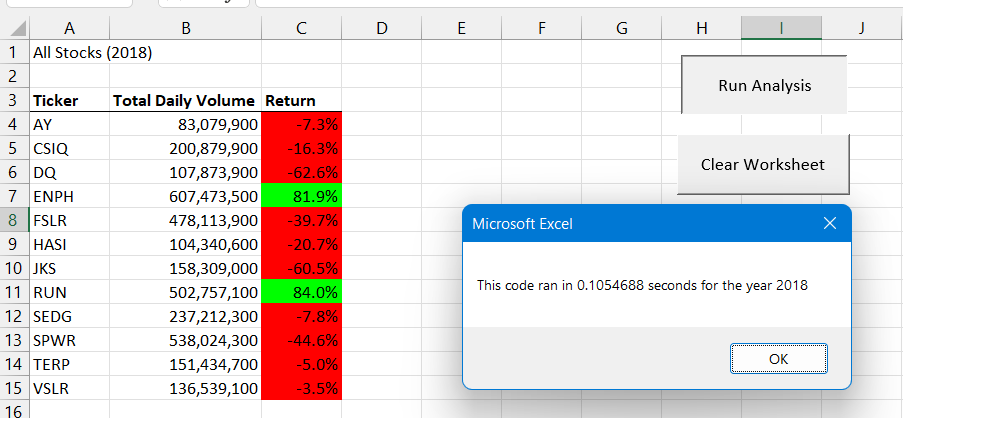 A B C D E F G H I J
1 All Stocks (2018)
2
3 Ticker Total Daily Volume Return
4 AY 83,079,900 -7.3%
5 CSIQ 200,879,900 -16.3%
6 DQ 107,873,900 -62.6%
7 ENPH 607,473,500 81.9%
8 FSLR 478,113,900 -39.7%
9 HASI 104,340,600 -20.7%
10 JKS 158,309,000 -60.5%
11 RUN 502,757,100 84.0%
12 SEDG 237,212,300 -7.8%
13 SPWR 538,024,300 -44.6%
14 TERP 151,434,700 -5.0%
15 VSLR 136,539,100 -3.5%
16
Run Analysis
Clear Worksheet
Microsoft Excel
This code ran in 0.1054688 seconds for the year 2018
OK